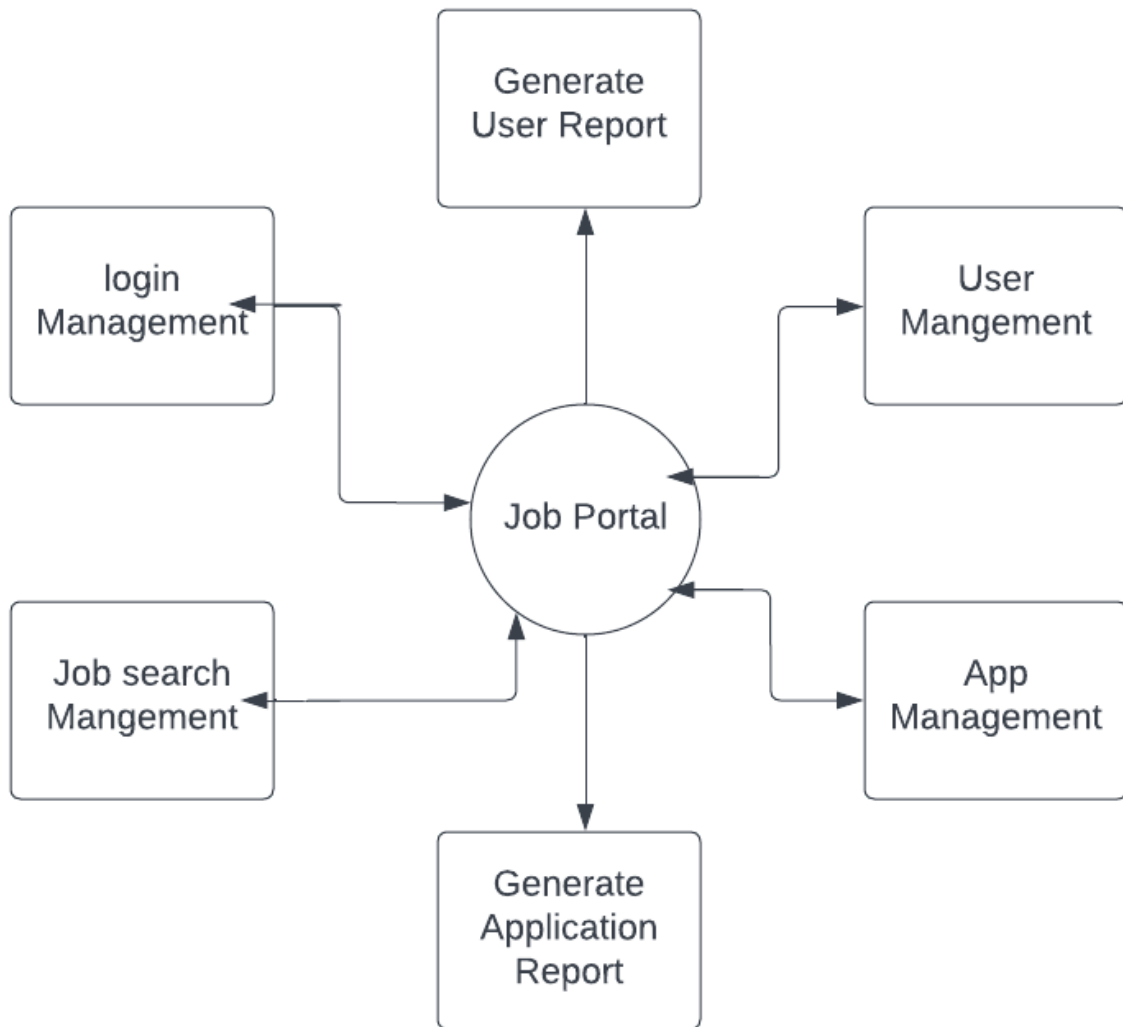 Generate
User Report
login
Management
User
Mangement
Job Portal
Job search
Mangement
App
Management
Generate
Application
Report